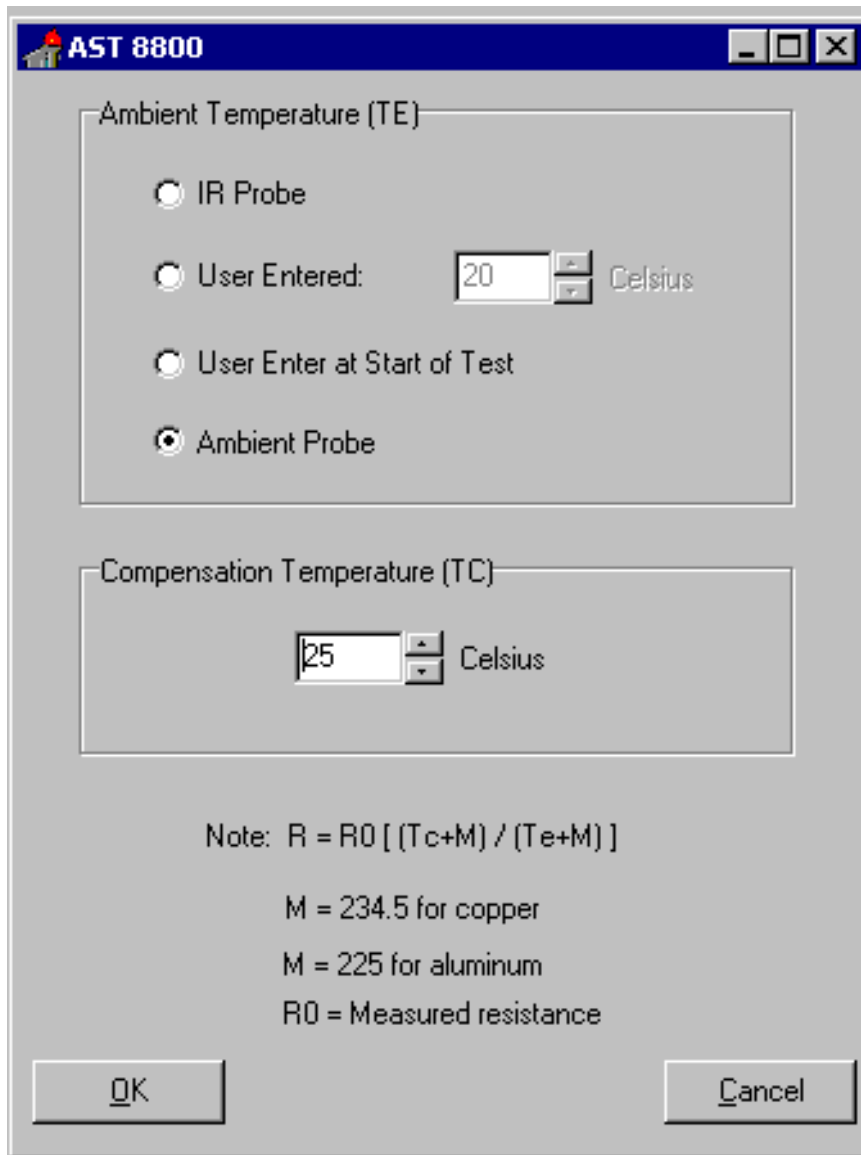 AST 8800
Ambient Temperature (TE)
IR Probe
User Entered: 20 Celsius
User Enter at Start of Test
Ambient Probe
Compensation Temperature (TC)
25 Celsius
Note: R = R0 [ (Tc+M) / (Te+M) ]
M = 234.5 for copper
M = 225 for aluminum
R0 = Measured resistance
OK Cancel